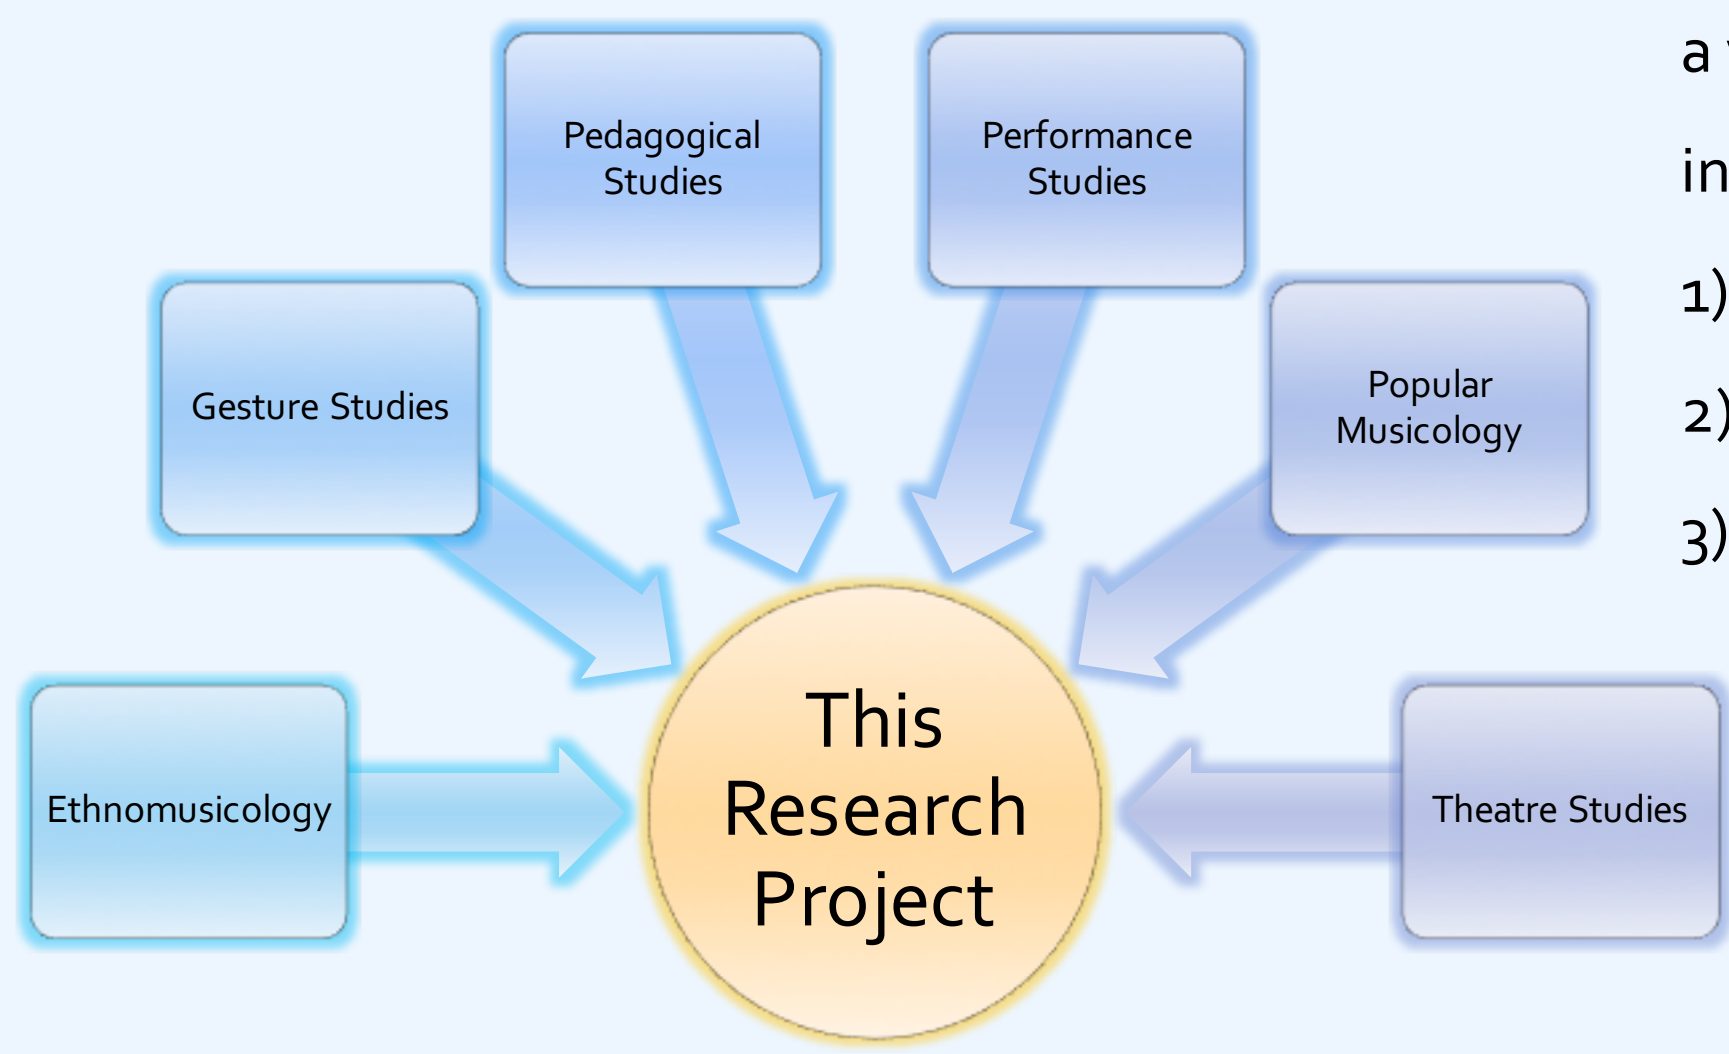 Pedagogical
Studies
Performance
Studies
Gesture Studies
Popular
Musicology
Ethnomusicology
This
Research
Project
Theatre Studies
a
in
1)
2)
3)